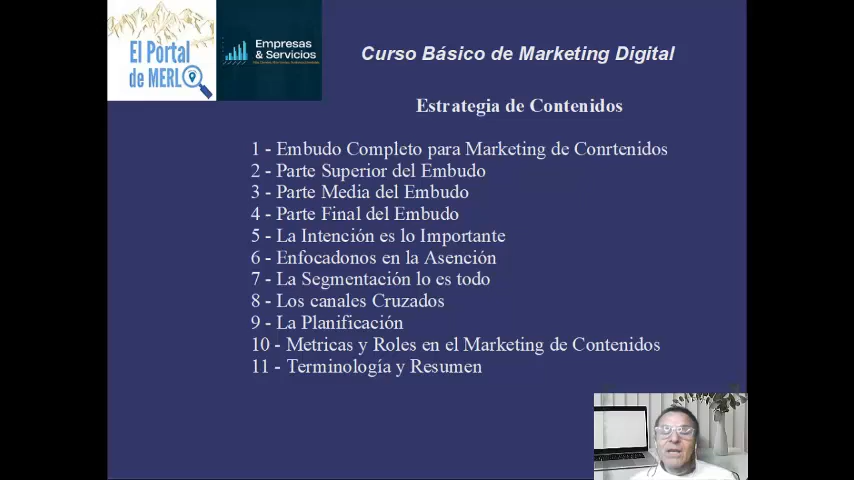 El Portal
de MERLO
Empresas
& Servicios
Curso Básico de Marketing Digital
Estrategia de Contenidos
1 - Embudo Completo para Marketing de Conrtenidos
2 - Parte Superior del Embudo
3 - Parte Media del Embudo
4 - Parte Final del Embudo
5 - La Intención es lo Importante
6 - Enfocadonos en la Asención
7 - La Segmentación lo es todo
8 - Los canales Cruzados
9 - La Planificación
10 - Metricas y Roles en el Marketing de Contenidos
11 - Terminología y Resumen